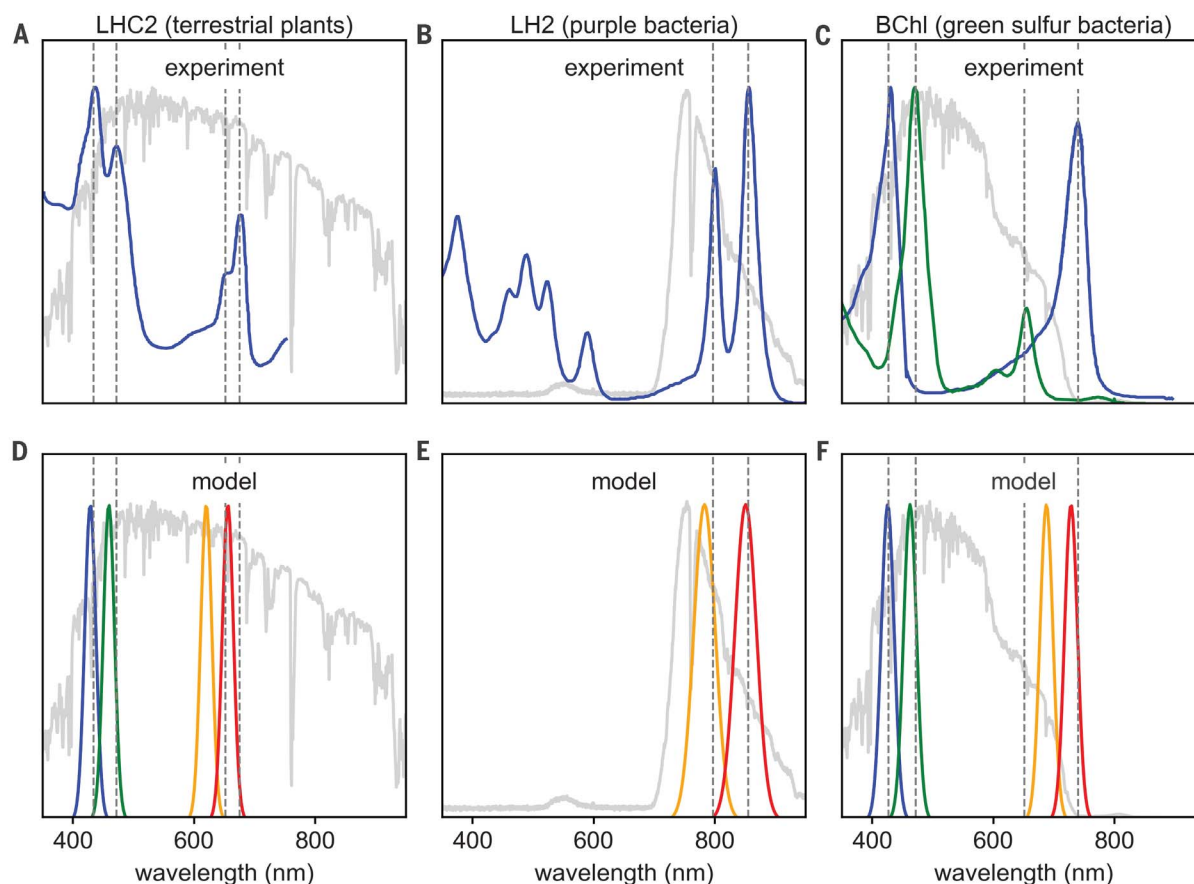 A LHC2 (terrestrial plants)
experiment
B LH2 (purple bacteria)
experiment
C BChl (green sulfur bacteria)
experiment
D model
400 600 800
wavelength (nm)
E model
400 600 800
wavelength (nm)
F model
400 600 800
wavelength (nm)